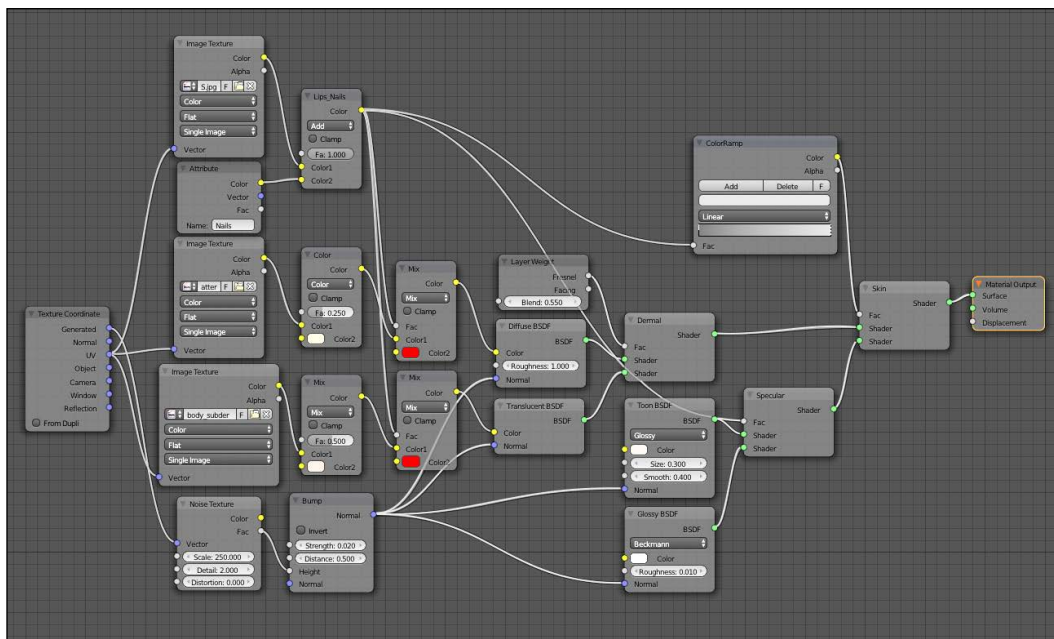 Image Texture
Color
Alpha
S.jpg F
Color
Flat
Single Image
Vector
Attribute
Color
Vector
Fac
Name: Nails
Image Texture
Color
Alpha
atter F
Color
Flat
Single Image
Vector
Texture Coordinate
Generated
Normal
UV
Object
Camera
Window
Reflection
From Dupli
Image Texture
Color
Alpha
body_subder F
Color
Flat
Single Image
Vector
Noise Texture
Color
Fac
Vector
Scale: 250.000
Detail: 2.000
Distortion: 0.000
Lips_Nails
Color
Add
Clamp
Fa: 1.000
Color1
Color2
Color
Color
Color
Clamp
Fa: 0.250
Color1
Color2
Mix
Color
Mix
Clamp
Fa: 0.500
Color1
Color2
Bump
Normal
Invert
Strength: 0.020
Distance: 0.500
Height
Normal
Mix
Color
Mix
Clamp
Fac
Color1
Color2
Mix
Color
Mix
Clamp
Fac
Color1
Color2
Layer Weight
Fresnel
Facing
Blend: 0.550
Diffuse BSDF
BSDF
Color
Roughness: 1.000
Normal
Translucent BSDF
BSDF
Color
Normal
Dermal
Shader
Fac
Shader
Shader
Toon BSDF
BSDF
Glossy
Color
Size: 0.300
Smooth: 0.400
Normal
Glossy BSDF
BSDF
Beckmann
Color
Roughness: 0.010
Normal
ColorRamp
Color
Alpha
Add Delete F
Linear
Fac
Specular
Shader
Fac
Shader
Shader
Skin
Shader
Fac
Shader
Shader
Material Output
Surface
Volume
Displacement